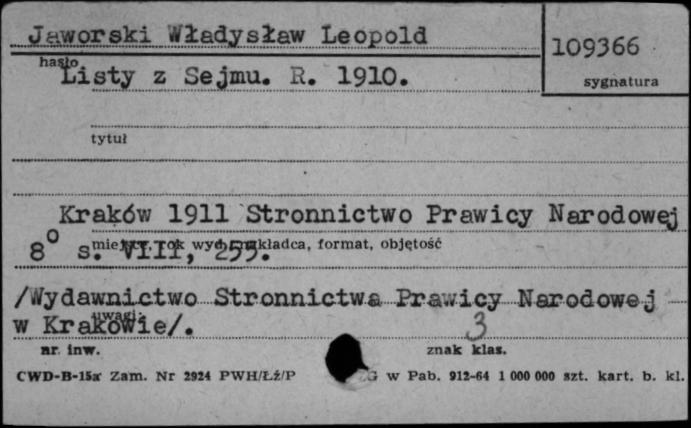 Jaworski Władysław Leopold
109366
hasło
sygnatura
Listy z Sejmu. R. 1910.
tytuł
Kraków 1911 Stronnictwo Prawicy Narodowej
miejsce, rok wyd., nakładca, format, objętość
8° s. VIII, 255.
/Wydawnictwo Stronnictwa Prawicy Narodowej
uwagi
w Krakowie/.
3
nr. inw.
znak klas.
CWD-B-15a Zam. Nr 2924 PWH/Łź/P
G w Pab. 912-64 1 000 000 szt. kart. b. kl.